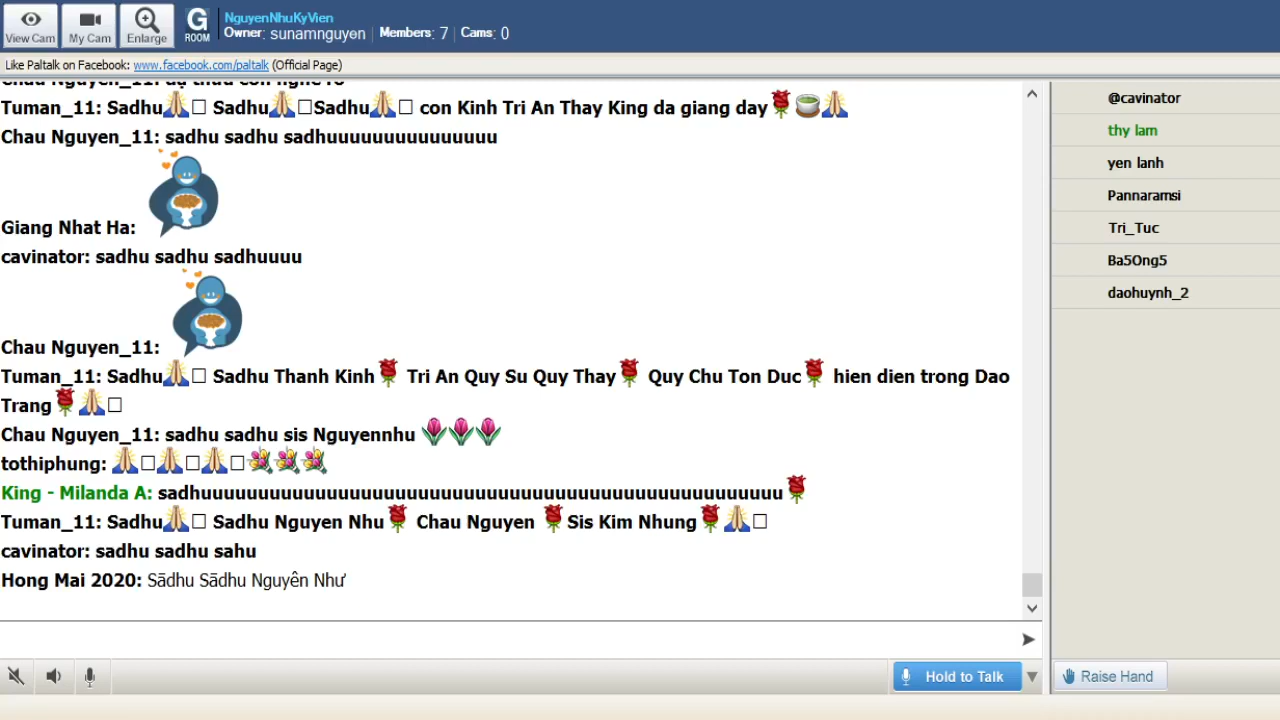 View Cam
My Cam
Enlarge
G
ROOM
NguyenNhuKyVien
Owner: sunamnguyen | Members: 7 | Cams: 0
Like Paltalk on Facebook: www.facebook.com/paltalk (Official Page)
Tuman_11: Sadhu🙏□ Sadhu🙏□Sadhu🙏□ con Kinh Tri An Thay King da giang day🌹🍵🙏
Chau Nguyen_11: sadhu sadhu sadhuuuuuuuuuuuuuuuu
Giang Nhat Ha:
cavinator: sadhu sadhu sadhuuuu
Chau Nguyen_11:
Tuman_11: Sadhu🙏□ Sadhu Thanh Kinh🌹 Tri An Quy Su Quy Thay🌹 Quy Chu Ton Duc🌹 hien dien trong Dao
Trang🌹🙏□
Chau Nguyen_11: sadhu sadhu sis Nguyennhu 🌷🌷🌷
tothiphung: 🙏□🙏□🙏□💐💐💐
King - Milanda A: sadhuuuuuuuuuuuuuuuuuuuuuuuuuuuuuuuuuuuuuuuuuuuuuuuuuuu🌹
Tuman_11: Sadhu🙏□ Sadhu Nguyen Nhu🌹 Chau Nguyen 🌹Sis Kim Nhung🌹🙏□
cavinator: sadhu sadhu sahu
Hong Mai 2020: Sādhu Sādhu Nguyên Như
@cavinator
thy lam
yen lanh
Pannaramsi
Tri_Tuc
Ba5Ong5
daohuynh_2
Hold to Talk
Raise Hand